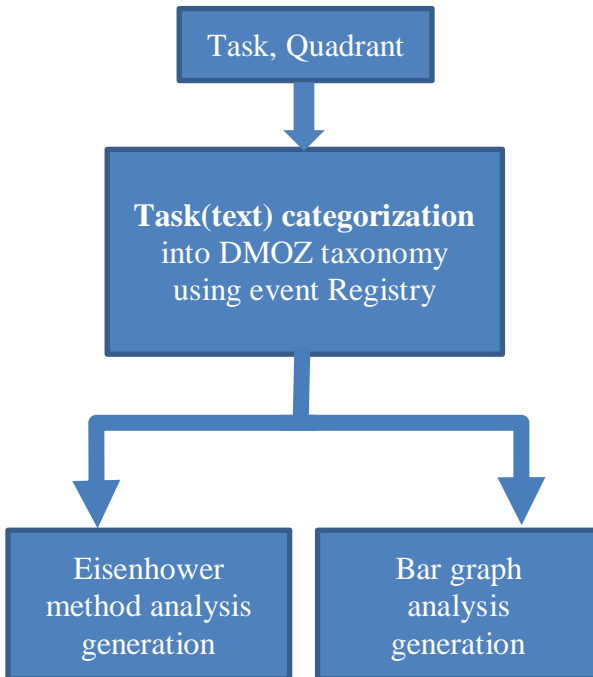 Task, Quadrant
Task(text) categorization
into DMOZ taxonomy
using event Registry
Eisenhower
method analysis
generation
Bar graph
analysis
generation